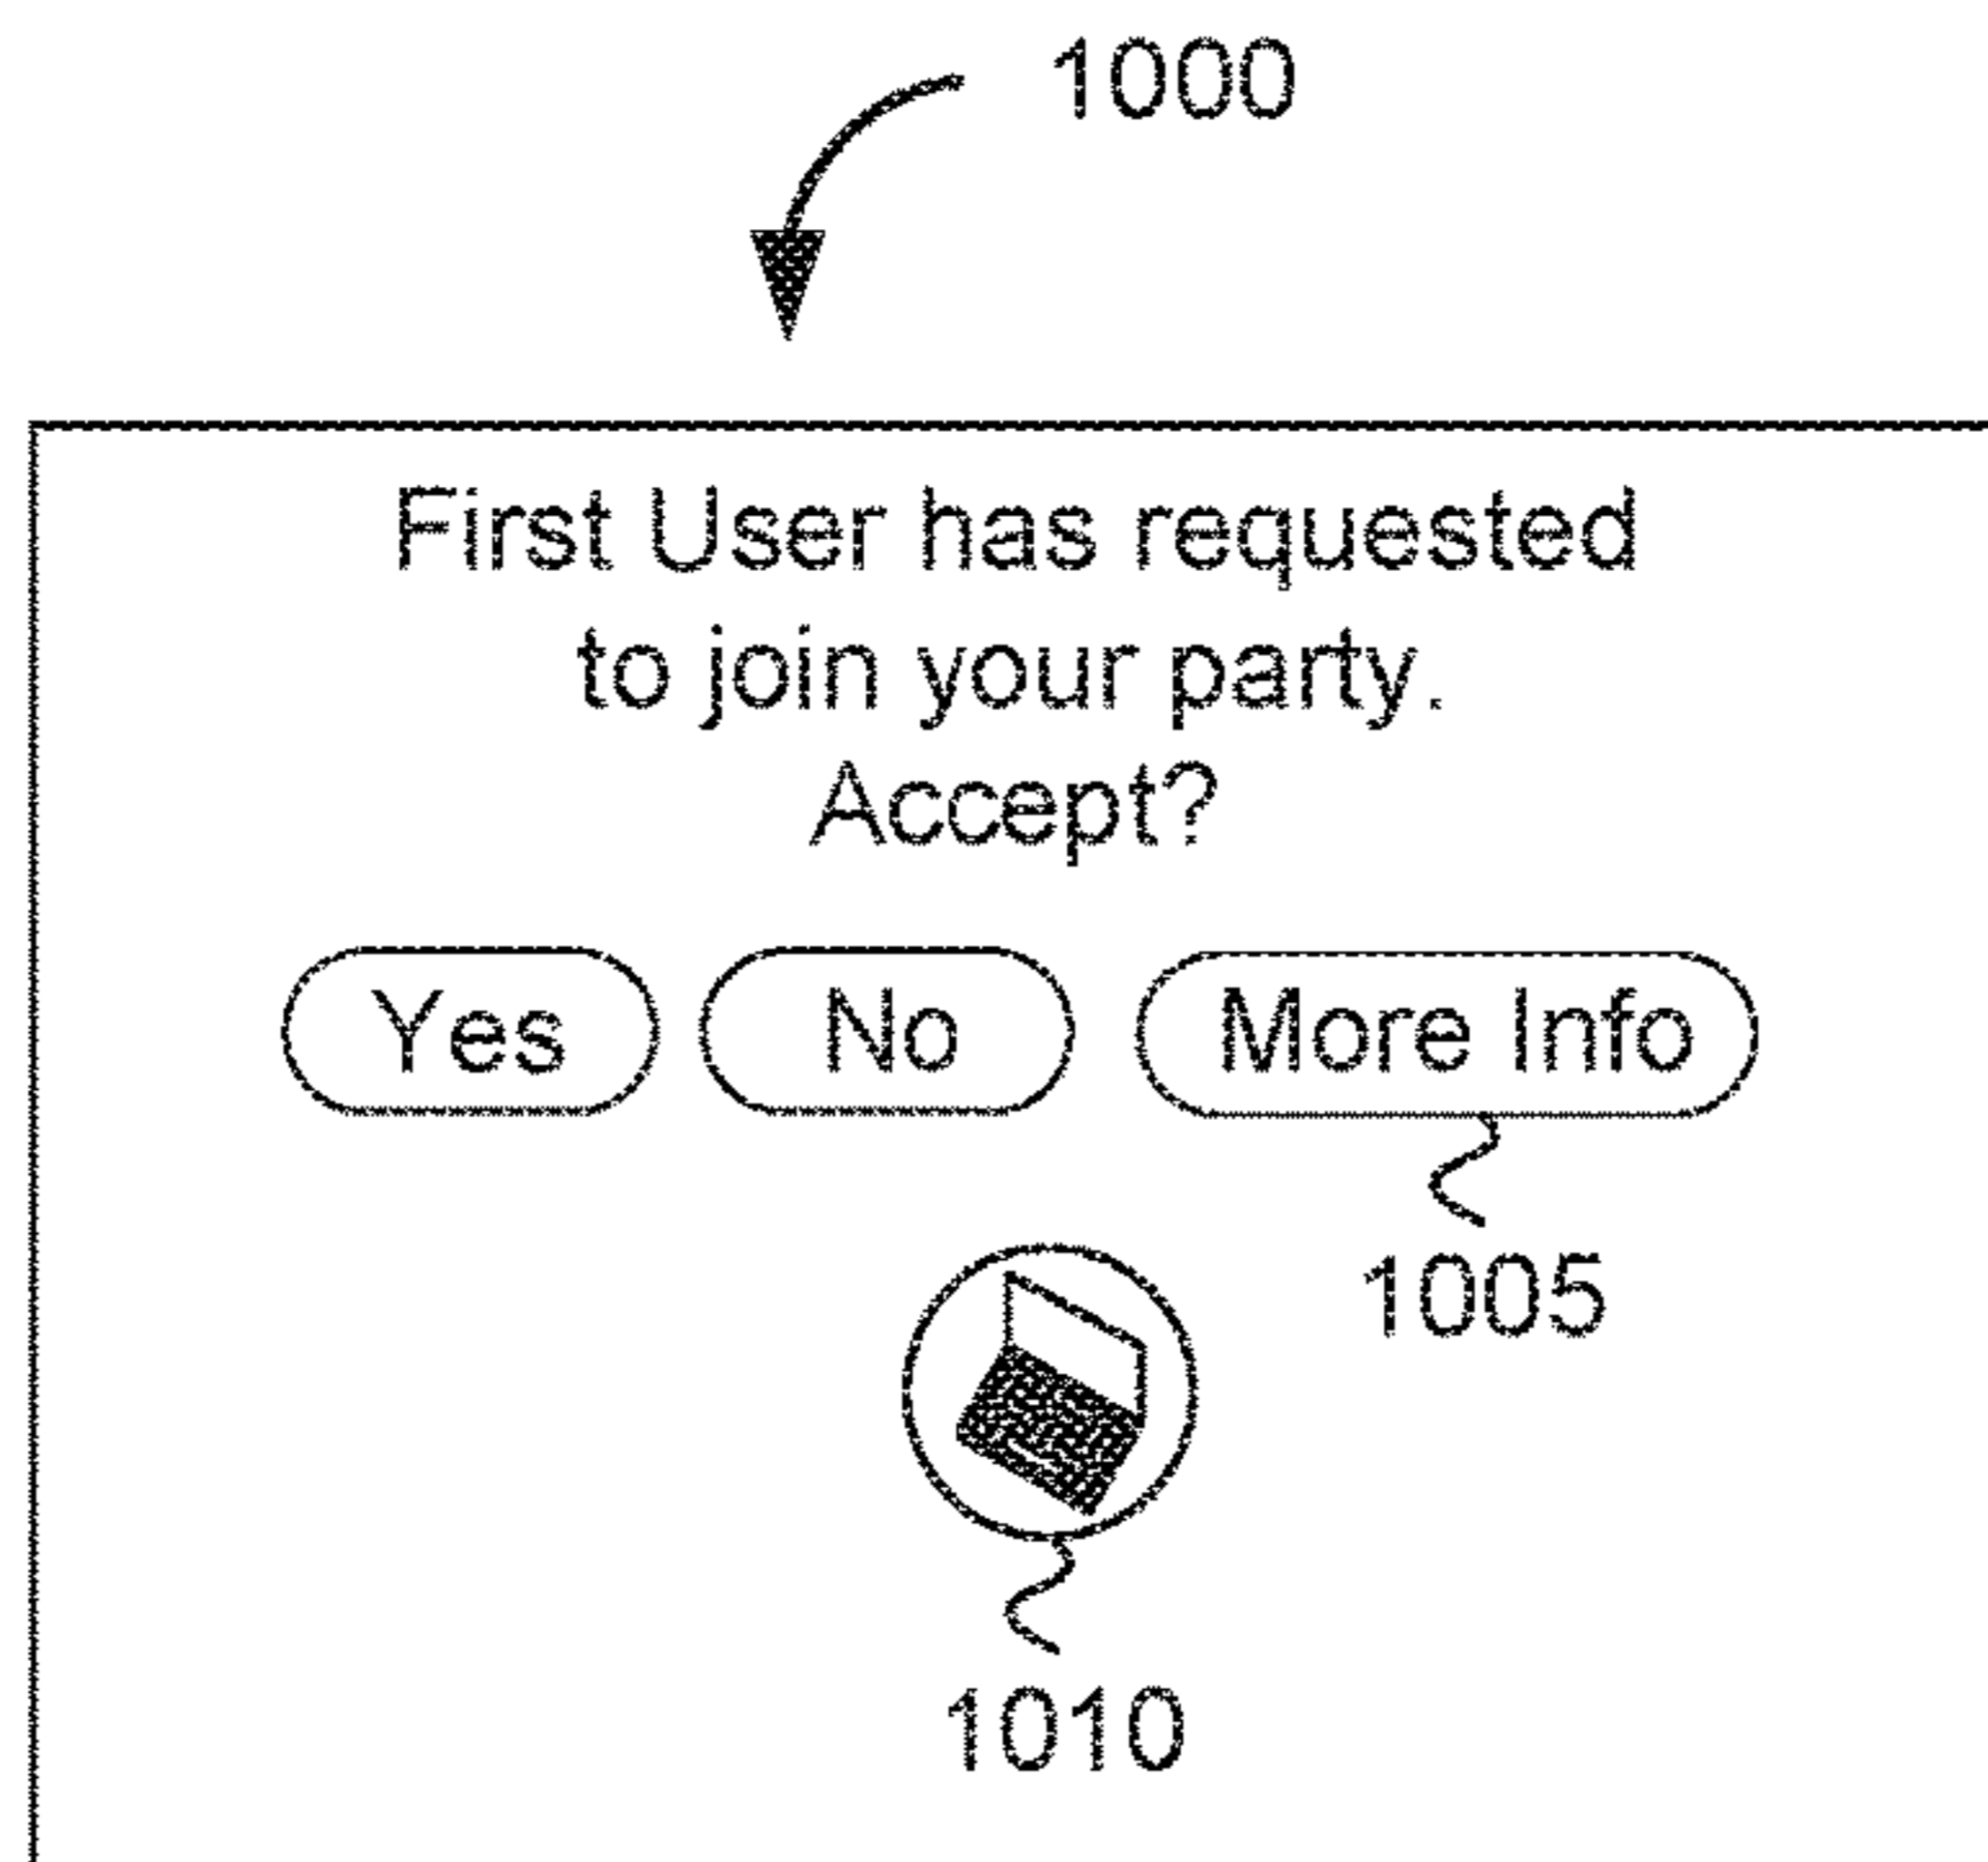 1000
First User has requested
to join your party.
Accept?
Yes No More Info
1005
1010